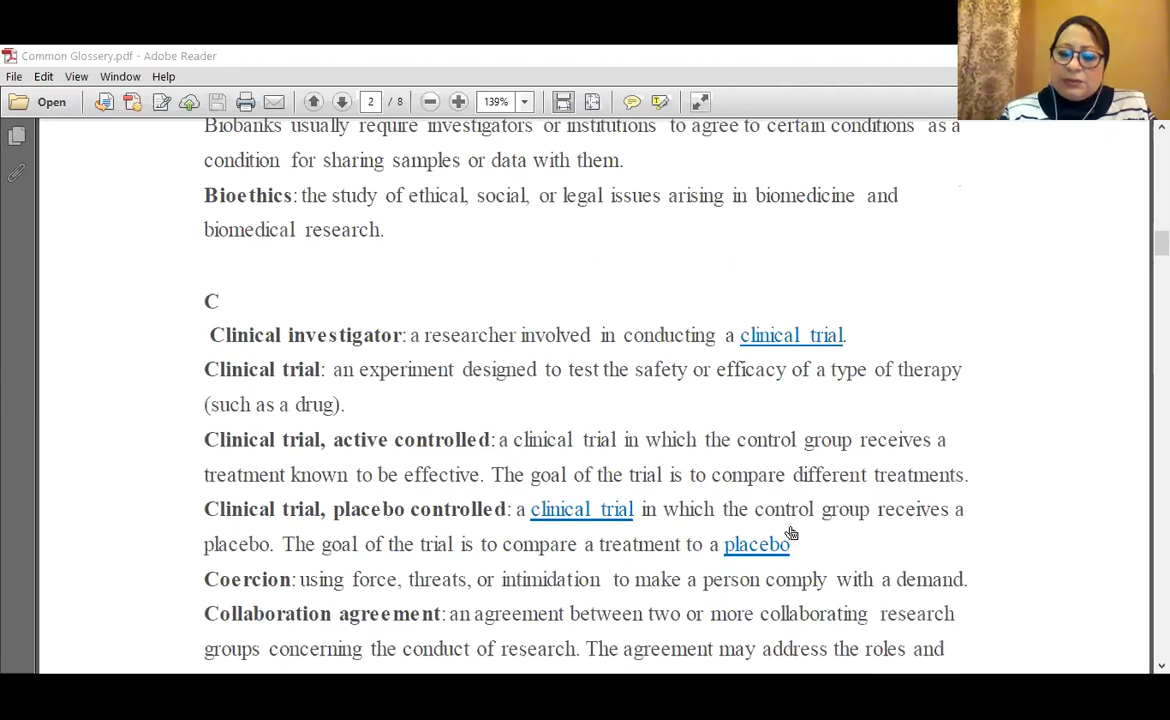 Common Glossery.pdf - Adobe Reader
File Edit View Window Help
Open 2 / 8 139%
Biobanks usually require investigators or institutions to agree to certain conditions as a
condition for sharing samples or data with them.
Bioethics: the study of ethical, social, or legal issues arising in biomedicine and
biomedical research.
C
Clinical investigator: a researcher involved in conducting a clinical trial.
Clinical trial: an experiment designed to test the safety or efficacy of a type of therapy
(such as a drug).
Clinical trial, active controlled: a clinical trial in which the control group receives a
treatment known to be effective. The goal of the trial is to compare different treatments.
Clinical trial, placebo controlled: a clinical trial in which the control group receives a
placebo. The goal of the trial is to compare a treatment to a placebo
Coercion: using force, threats, or intimidation to make a person comply with a demand.
Collaboration agreement: an agreement between two or more collaborating research
groups concerning the conduct of research. The agreement may address the roles and